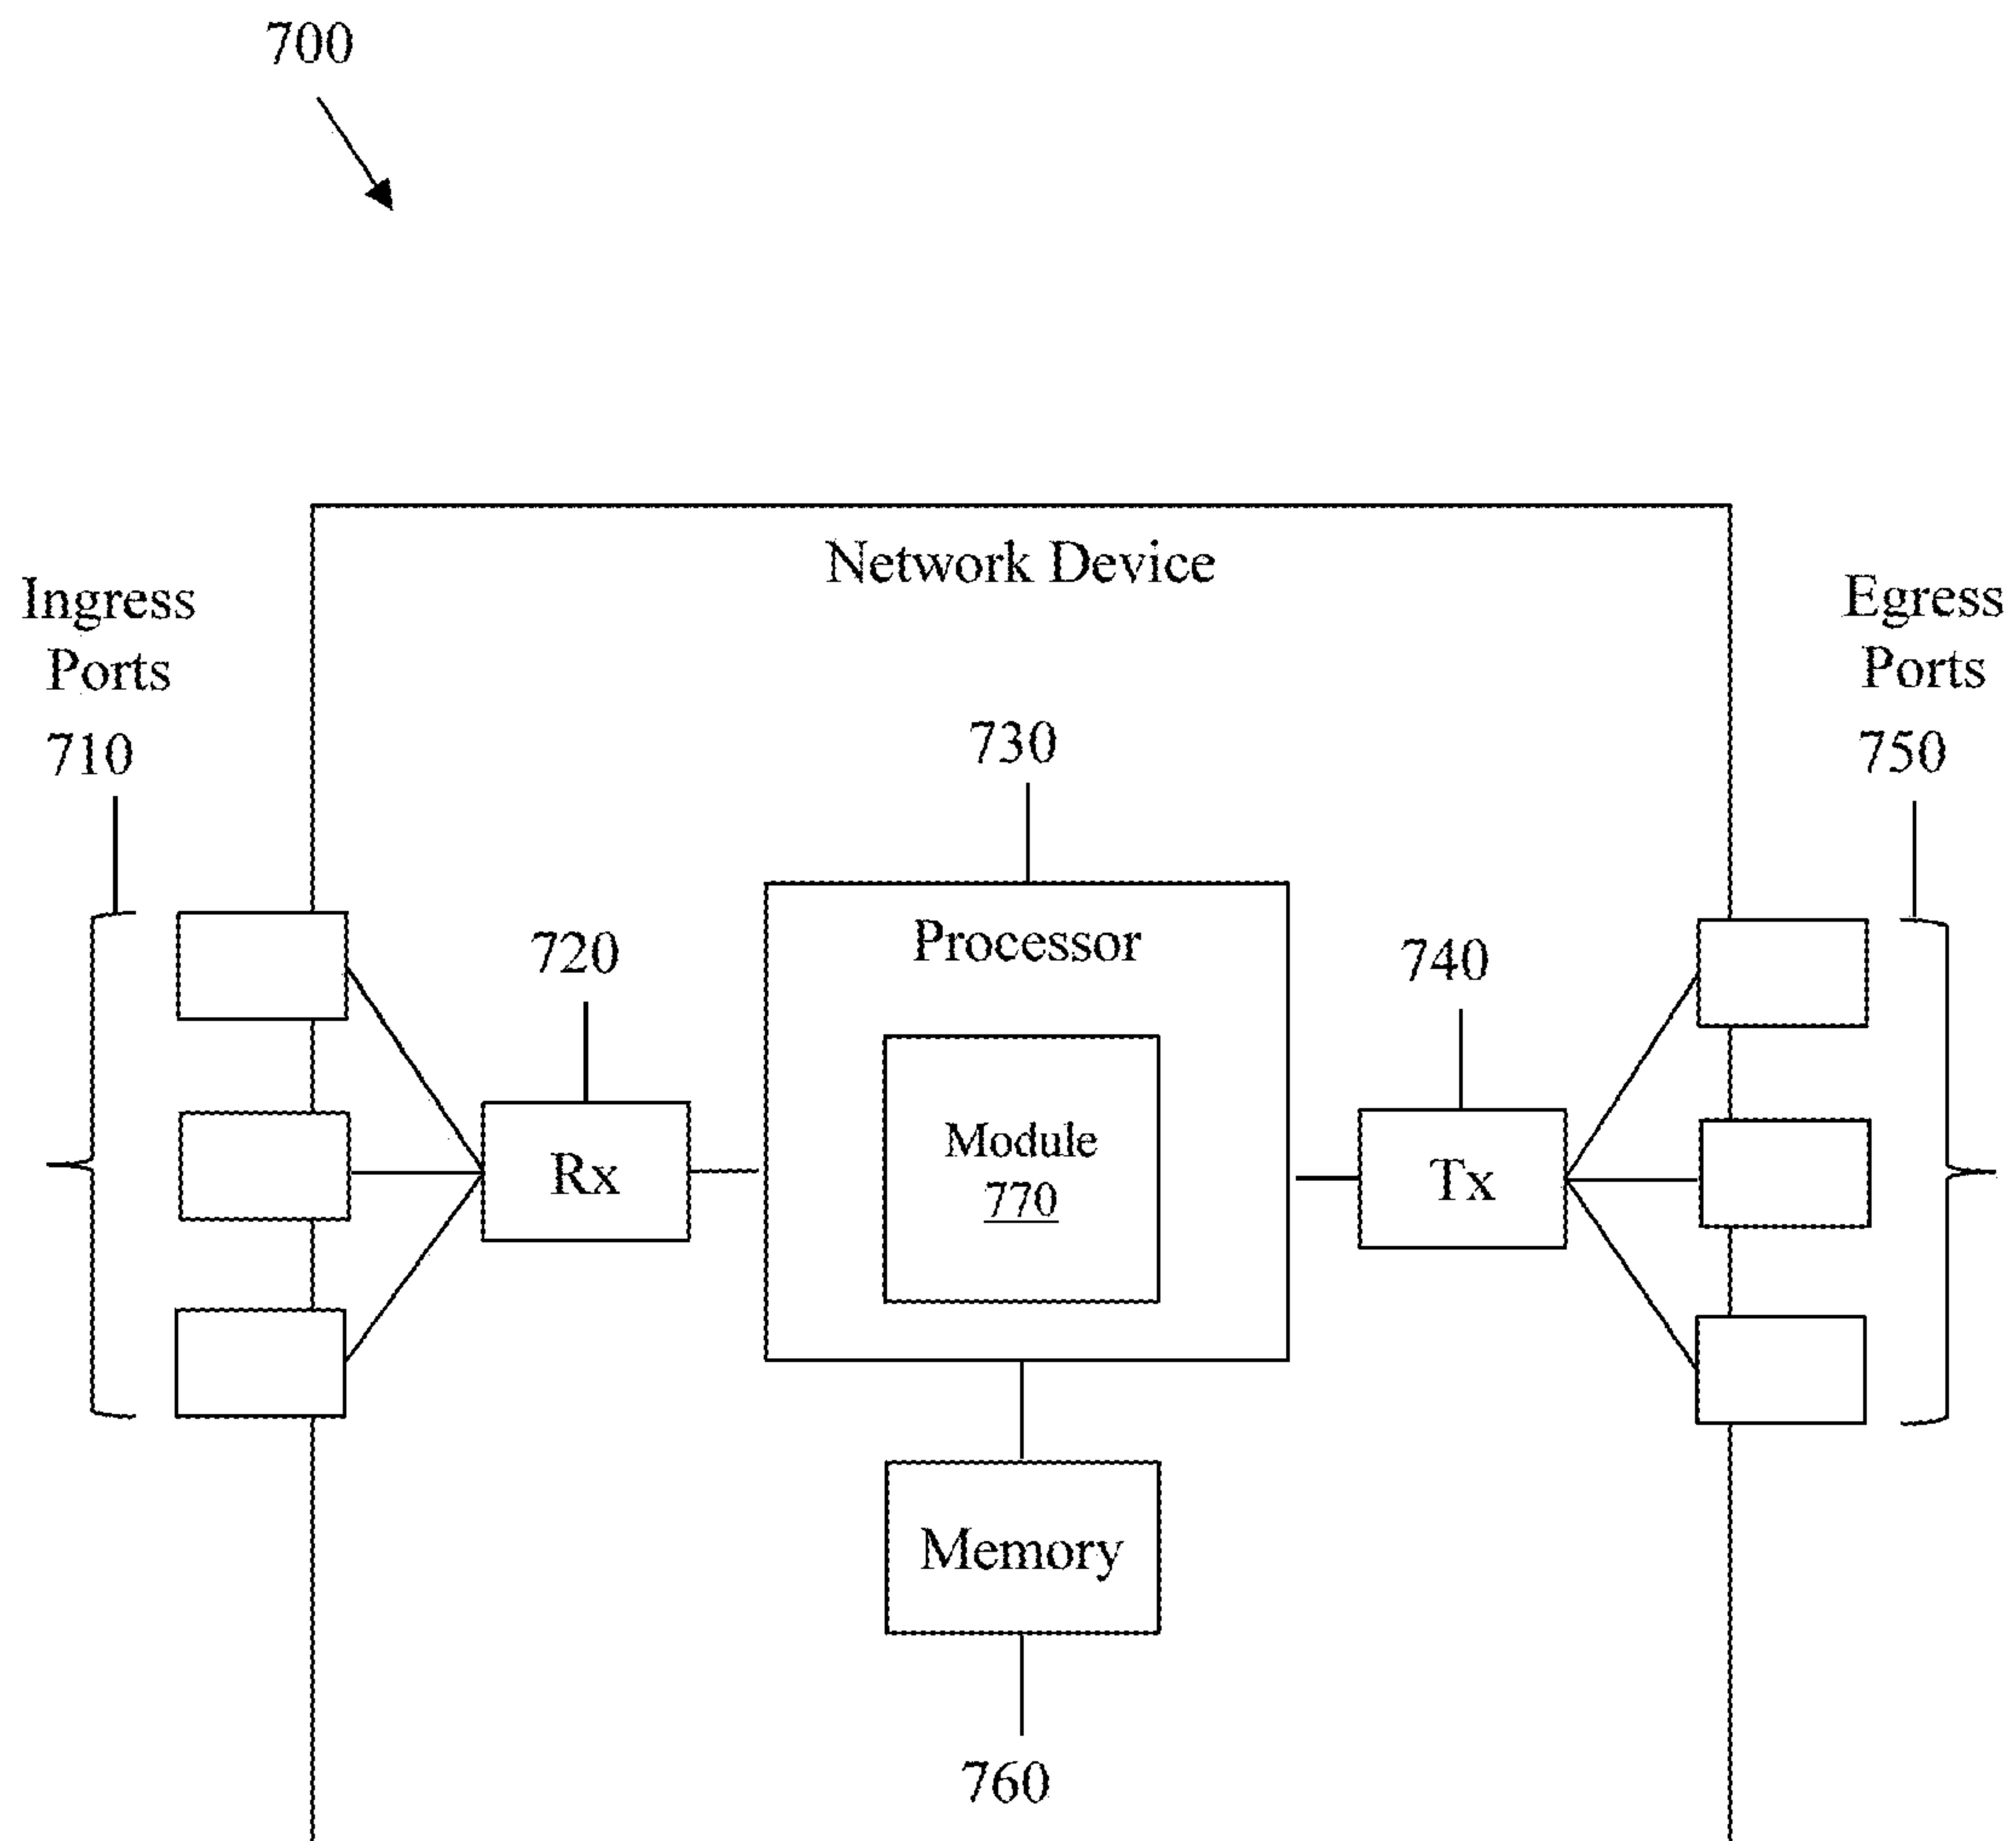 700
Network Device
Ingress
Ports
710
Egress
Ports
750
730
720
Processor
740
Module
770
Rx
Tx
Memory
760